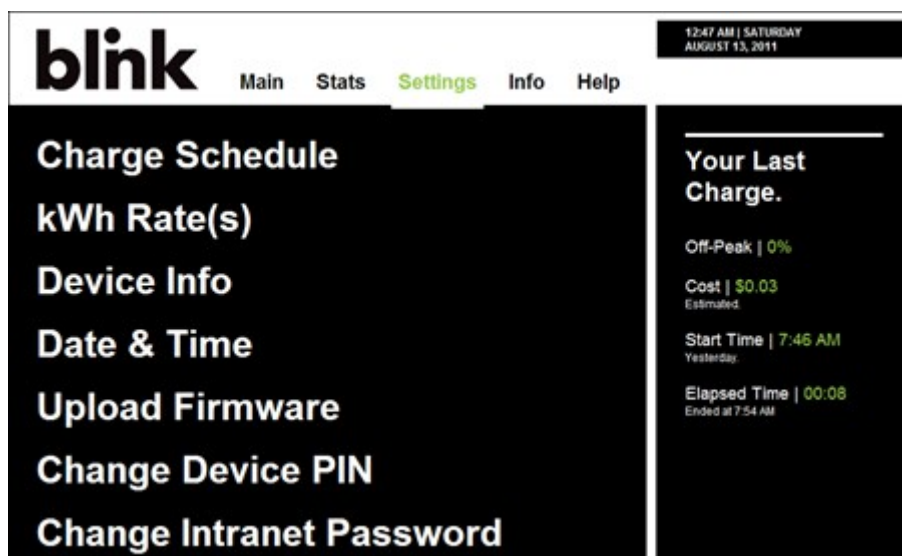 blink
Main Stats Settings Info Help
12:47 AM | SATURDAY
AUGUST 13, 2011
Charge Schedule
kWh Rate(s)
Device Info
Date & Time
Upload Firmware
Change Device PIN
Change Intranet Password
Your Last
Charge.
Off-Peak | 0%
Cost | $0.03
Estimated.
Start Time | 7:46 AM
Yesterday.
Elapsed Time | 00:08
Ended at 7:54 AM